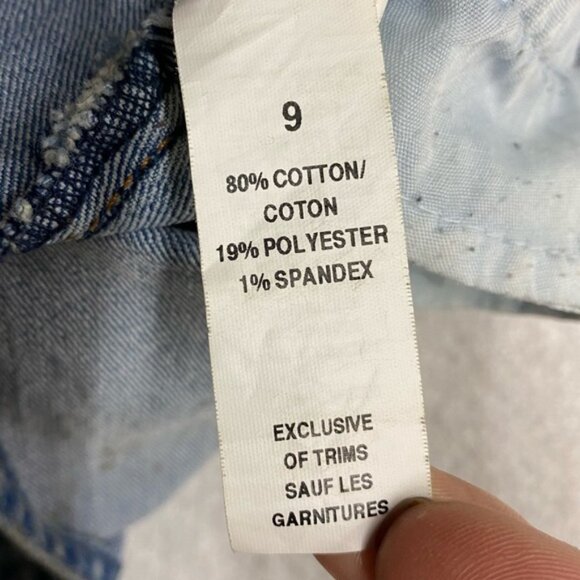 9
80% COTTON/
COTON
19% POLYESTER
1% SPANDEX
EXCLUSIVE
OF TRIMS
SAUF LES
GARNITURES